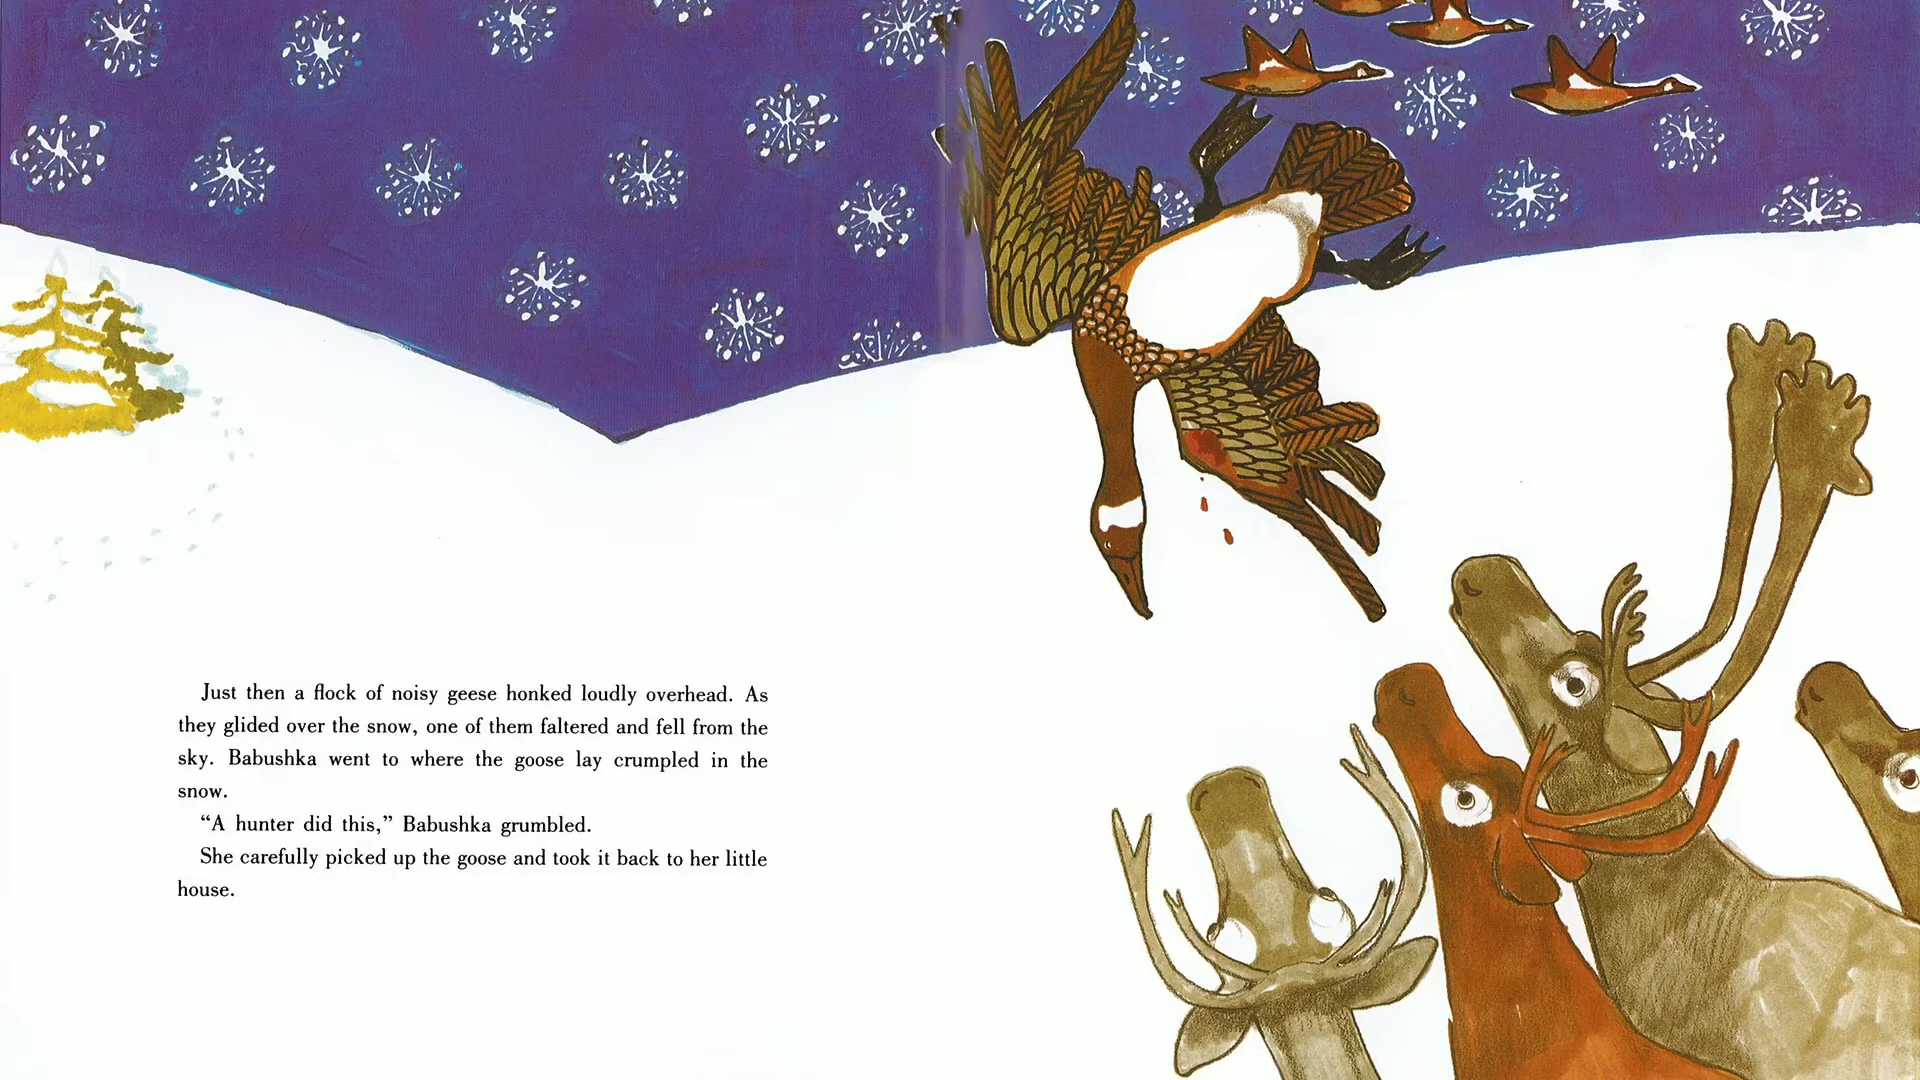 Just then a flock of noisy geese honked loudly overhead. As
they glided over the snow, one of them faltered and fell from the
sky. Babushka went to where the goose lay crumpled in the
snow.
“A hunter did this,” Babushka grumbled.
She carefully picked up the goose and took it back to her little
house.